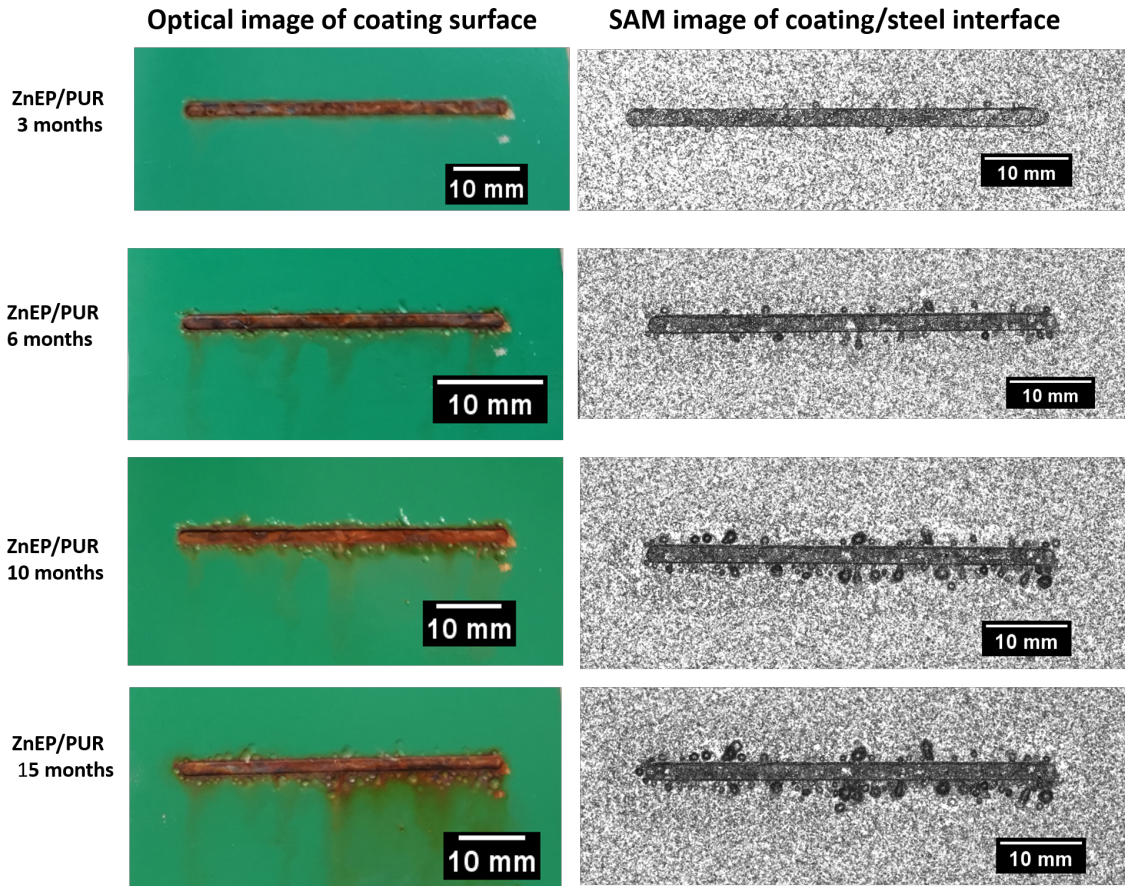 Optical image of coating surface
SAM image of coating/steel interface
ZnEP/PUR
3 months
10 mm
10 mm
ZnEP/PUR
6 months
10 mm
10 mm
ZnEP/PUR
10 months
10 mm
10 mm
ZnEP/PUR
15 months
10 mm
10 mm